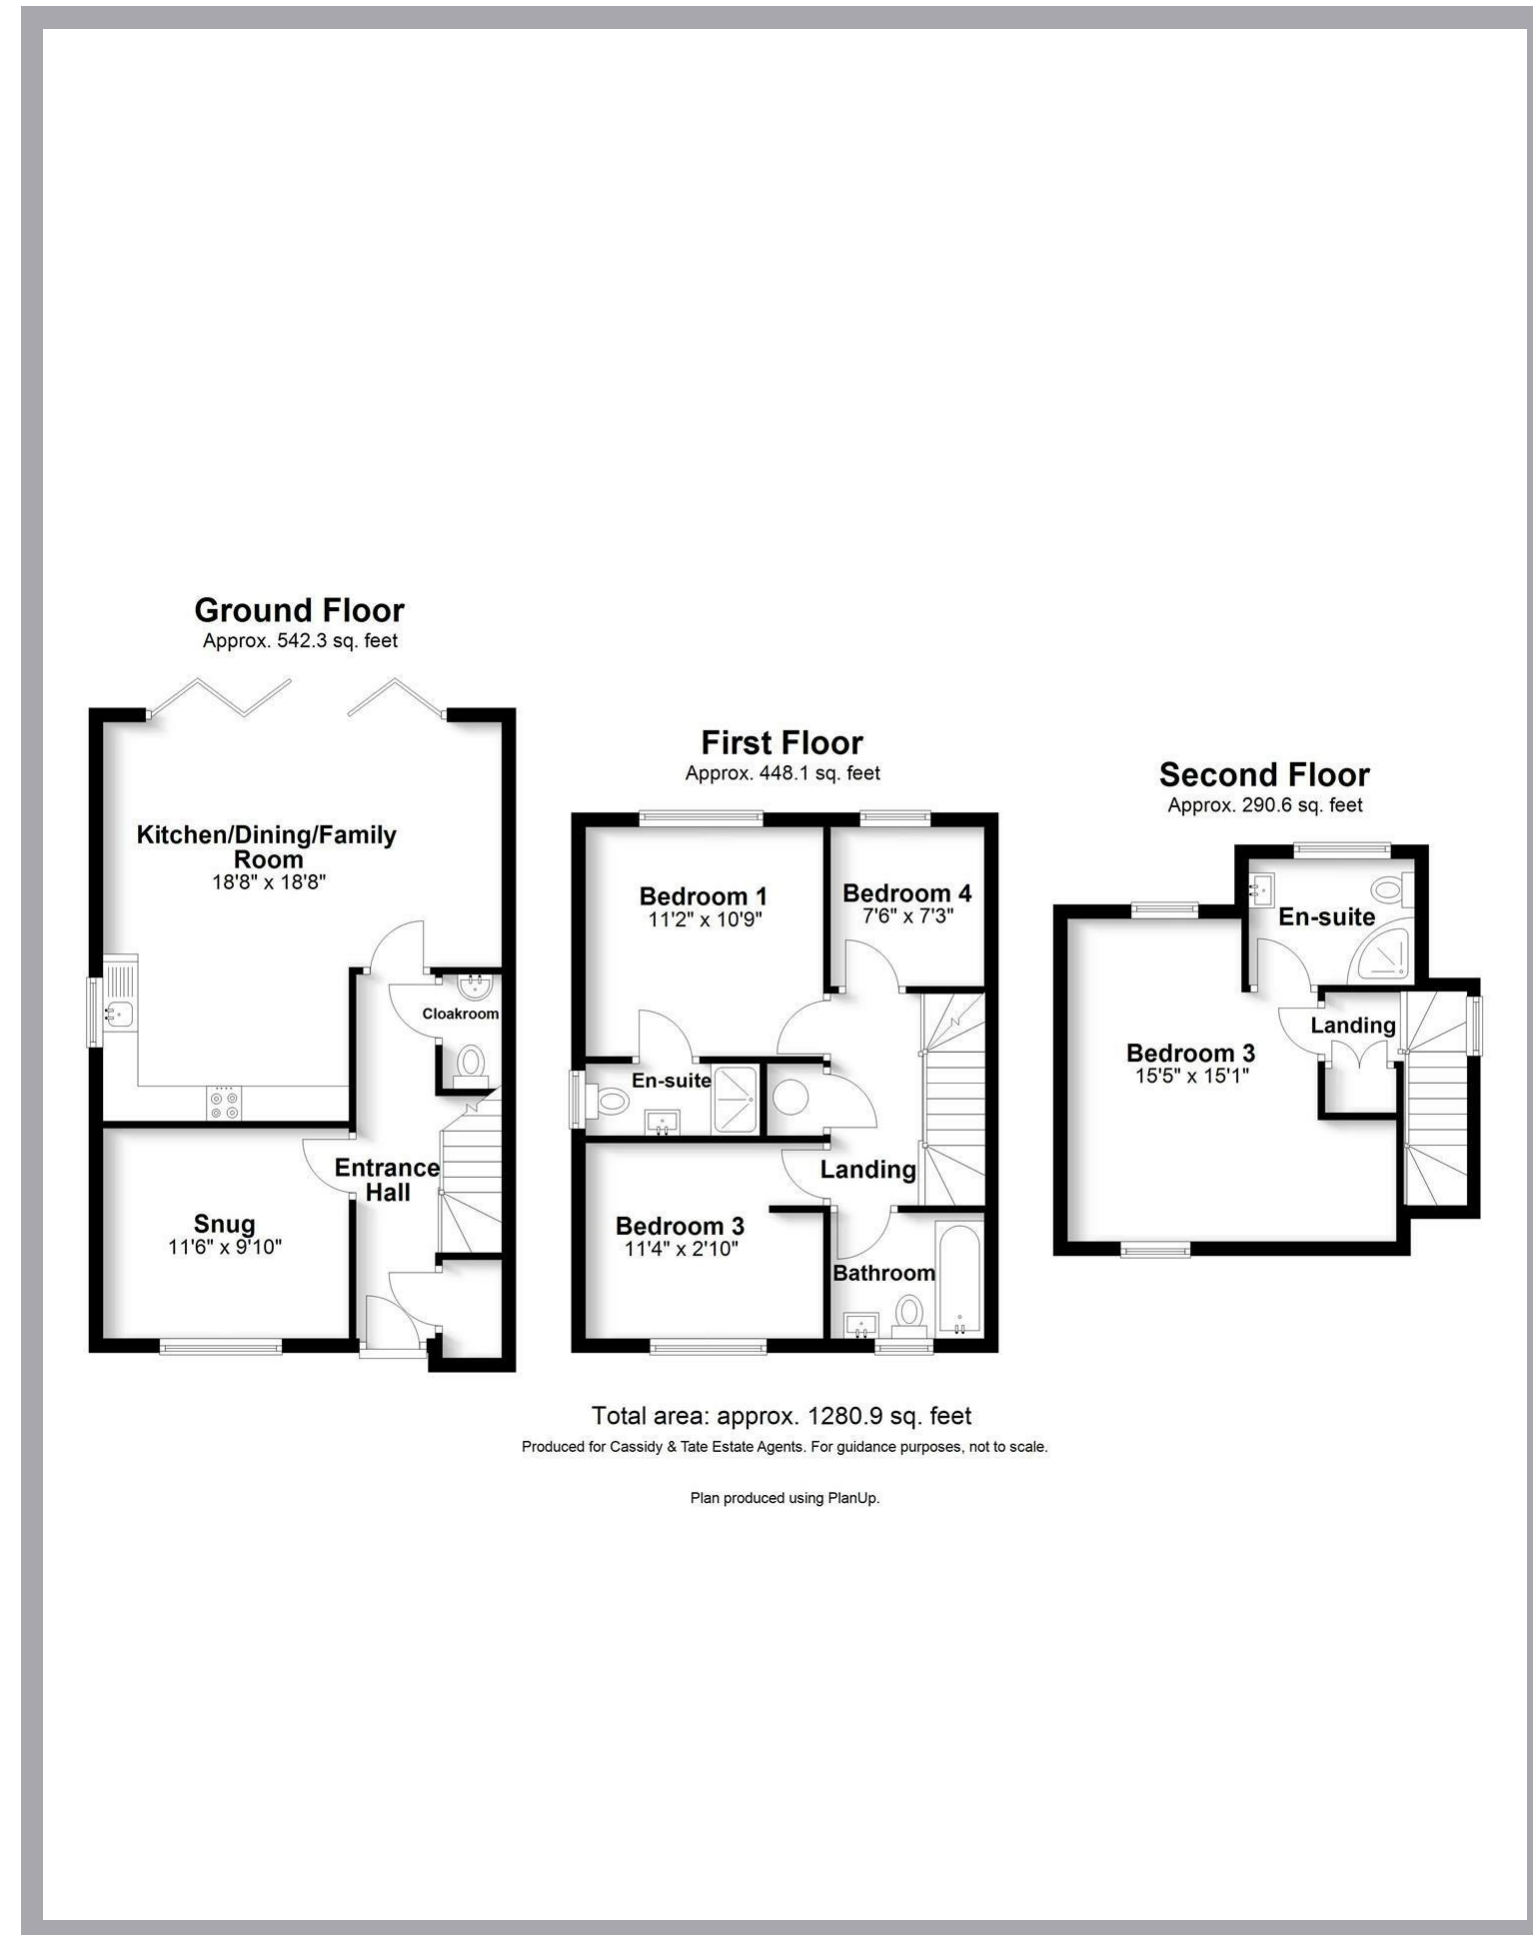 Ground Floor
Approx. 542.3 sq. feet
Kitchen/Dining/Family
Room
18'8" x 18'8"
Cloakroom
Entrance
Hall
Snug
11'6" x 9'10"
First Floor
Approx. 448.1 sq. feet
Bedroom 1
11'2" x 10'9"
Bedroom 4
7'6" x 7'3"
En-suite
Landing
Bedroom 3
11'4" x 2'10"
Bathroom
Second Floor
Approx. 290.6 sq. feet
En-suite
Landing
Bedroom 3
15'5" x 15'1"
Total area: approx. 1280.9 sq. feet
Produced for Cassidy & Tate Estate Agents. For guidance purposes, not to scale.
Plan produced using PlanUp.